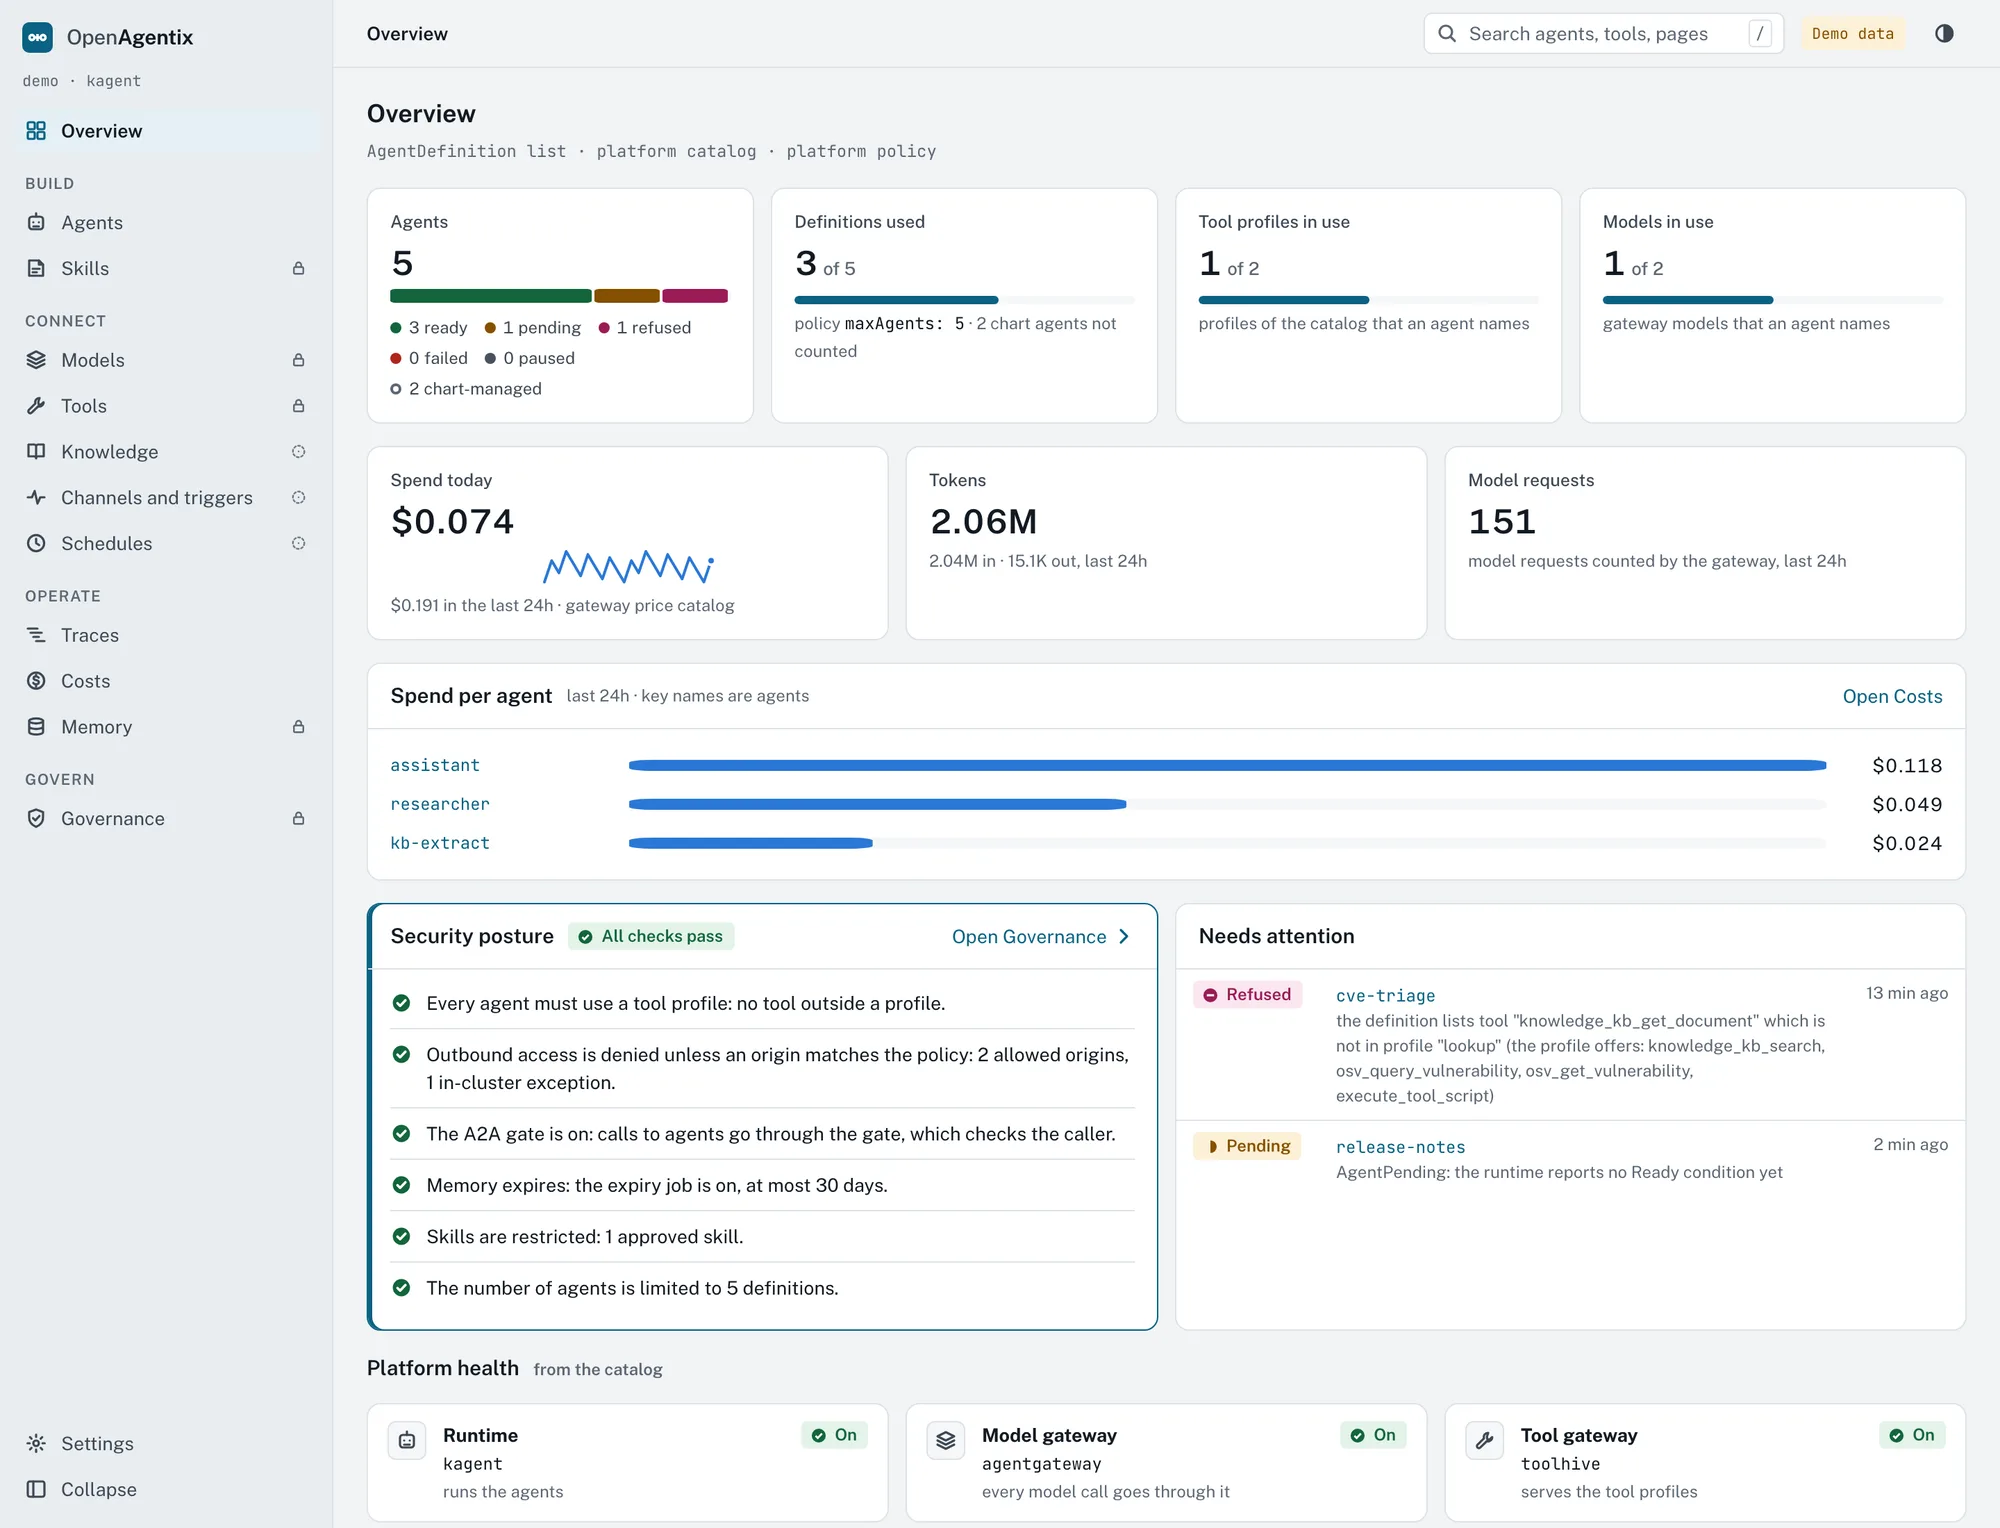 OpenAgentix
demo · kagent
Overview
BUILD
Agents
Skills
CONNECT
Models
Tools
Knowledge
Channels and triggers
Schedules
OPERATE
Traces
Costs
Memory
GOVERN
Governance
Settings
Collapse
Overview
Search agents, tools, pages /
Demo data
Overview
AgentDefinition list · platform catalog · platform policy
Agents
5
3 ready 1 pending 1 refused
0 failed 0 paused
2 chart-managed
Definitions used
3 of 5
policy maxAgents: 5 · 2 chart agents not
counted
Tool profiles in use
1 of 2
profiles of the catalog that an agent names
Models in use
1 of 2
gateway models that an agent names
Spend today
$0.074
$0.191 in the last 24h · gateway price catalog
Tokens
2.06M
2.04M in · 15.1K out, last 24h
Model requests
151
model requests counted by the gateway, last 24h
Spend per agent last 24h · key names are agents Open Costs
assistant $0.118
researcher $0.049
kb-extract $0.024
Security posture All checks pass Open Governance
Every agent must use a tool profile: no tool outside a profile.
Outbound access is denied unless an origin matches the policy: 2 allowed origins,
1 in-cluster exception.
The A2A gate is on: calls to agents go through the gate, which checks the caller.
Memory expires: the expiry job is on, at most 30 days.
Skills are restricted: 1 approved skill.
The number of agents is limited to 5 definitions.
Needs attention
Refused cve-triage 13 min ago
the definition lists tool "knowledge_kb_get_document" which is
not in profile "lookup" (the profile offers: knowledge_kb_search,
osv_query_vulnerability, osv_get_vulnerability,
execute_tool_script)
Pending release-notes 2 min ago
AgentPending: the runtime reports no Ready condition yet
Platform health from the catalog
Runtime On
kagent
runs the agents
Model gateway On
agentgateway
every model call goes through it
Tool gateway On
toolhive
serves the tool profiles